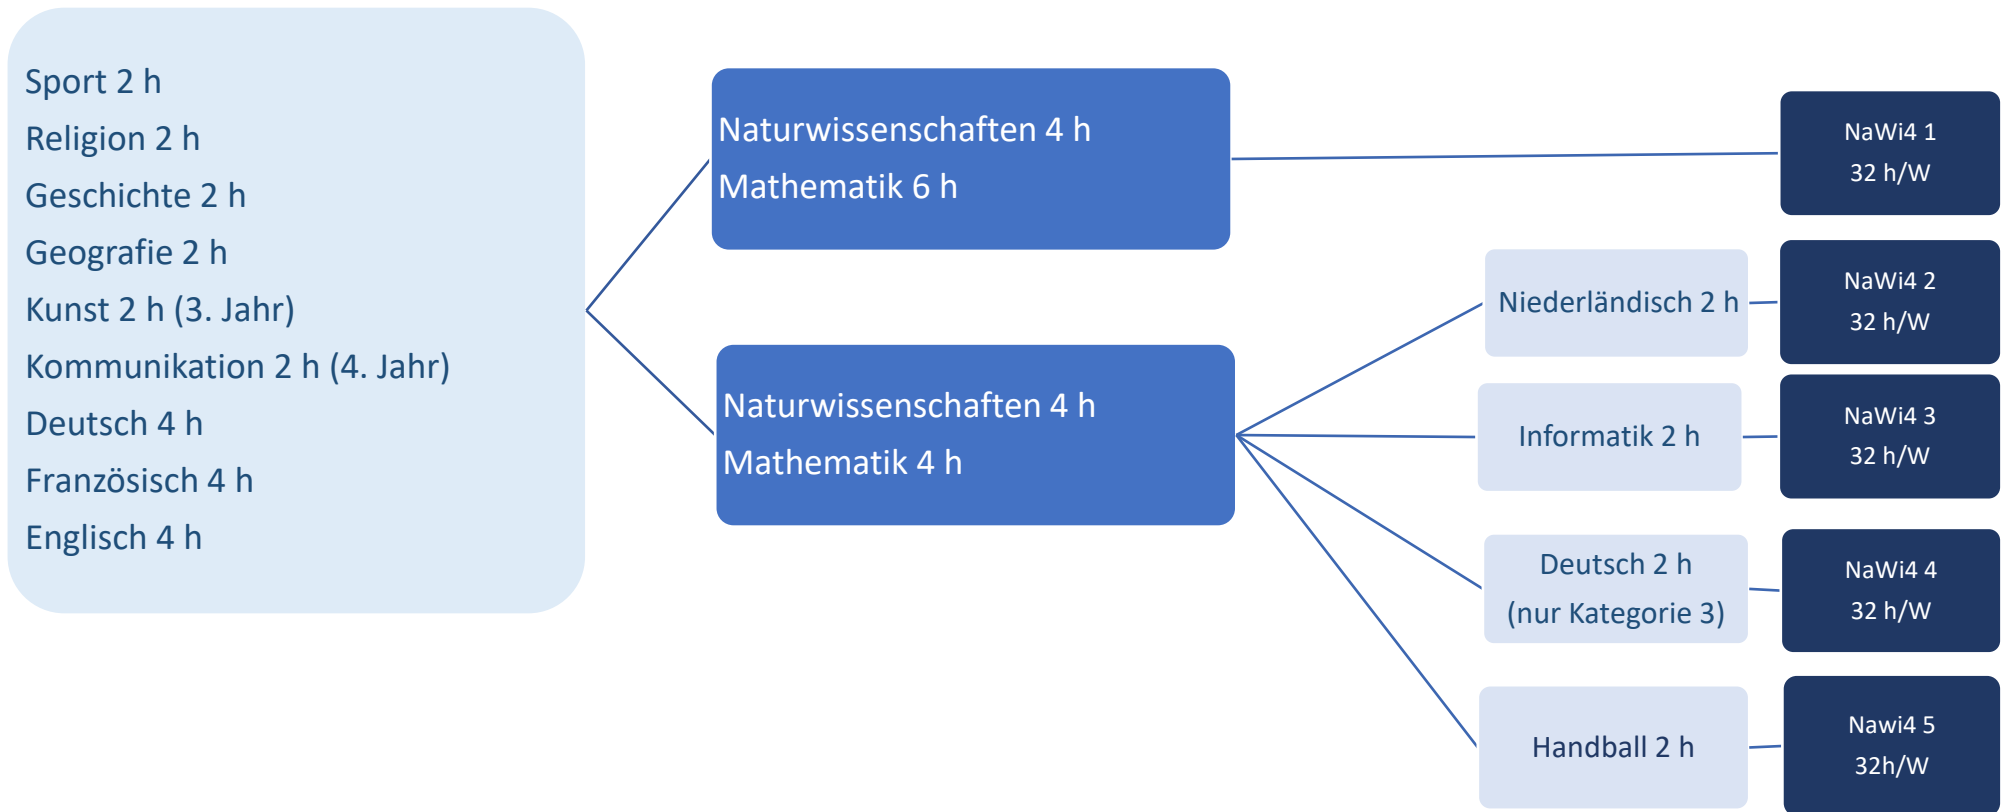 Sport 2 h
Religion 2 h
Geschichte 2 h
Geografie 2 h
Kunst 2 h (3. Jahr)
Kommunikation 2 h (4. Jahr)
Deutsch 4 h
Französisch 4 h
Englisch 4 h
Naturwissenschaften 4 h
Mathematik 6 h
NaWi4 1
32 h/W
Naturwissenschaften 4 h
Mathematik 4 h
Niederländisch 2 h
NaWi4 2
32 h/W
Informatik 2 h
NaWi4 3
32 h/W
Deutsch 2 h
(nur Kategorie 3)
NaWi4 4
32 h/W
Handball 2 h
Nawi4 5
32h/W